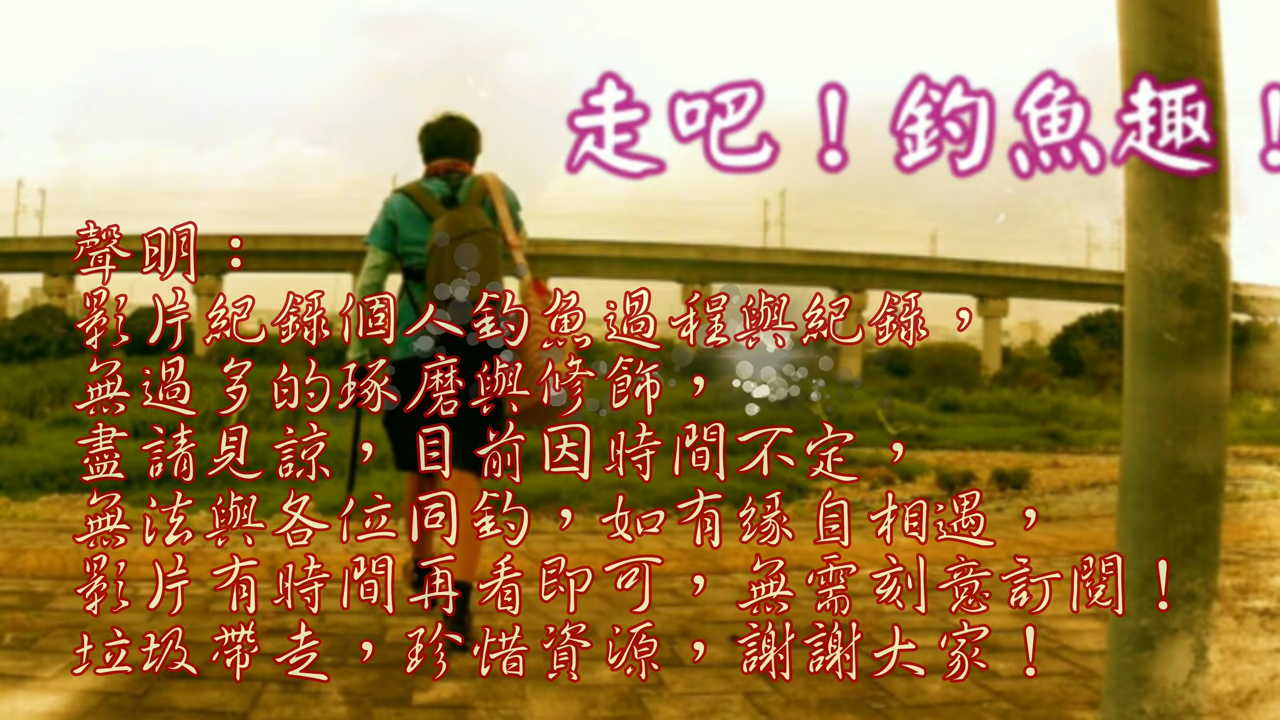 走吧！釣魚趣！
聲明：
影片紀錄個人釣魚過程與紀錄，
無過多的琢磨與修飾，
盡請見諒，目前因時間不定，
無法與各位同釣，如有緣自相遇，
影片有時間再看即可，無需刻意訂閱！
垃圾帶走，珍惜資源，謝謝大家！